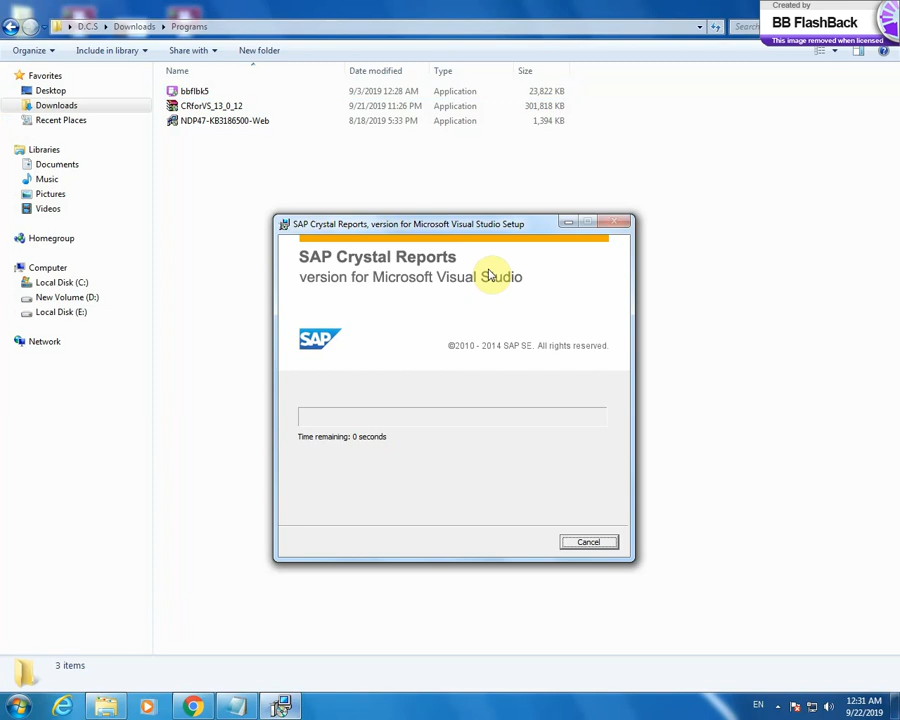 Created by
BB FlashBack
This image removed when licensed
D.C.S
Downloads
Programs
Organize
Include in library
Share with
New folder
Favorites
Desktop
Downloads
Recent Places
Libraries
Documents
Music
Pictures
Videos
Homegroup
Computer
Local Disk (C:)
New Volume (D:)
Local Disk (E:)
Network
Name Date modified Type Size
bbflbk5 9/3/2019 12:28 AM Application 23,822 KB
CRforVS_13_0_12 9/21/2019 11:26 PM Application 301,818 KB
NDP47-KB3186500-Web 8/18/2019 5:33 PM Application 1,394 KB
SAP Crystal Reports, version for Microsoft Visual Studio Setup
SAP Crystal Reports
version for Microsoft Visual Studio
SAP
©2010 - 2014 SAP SE. All rights reserved.
Time remaining: 0 seconds
Cancel
3 items
EN
12:31 AM
9/22/2019